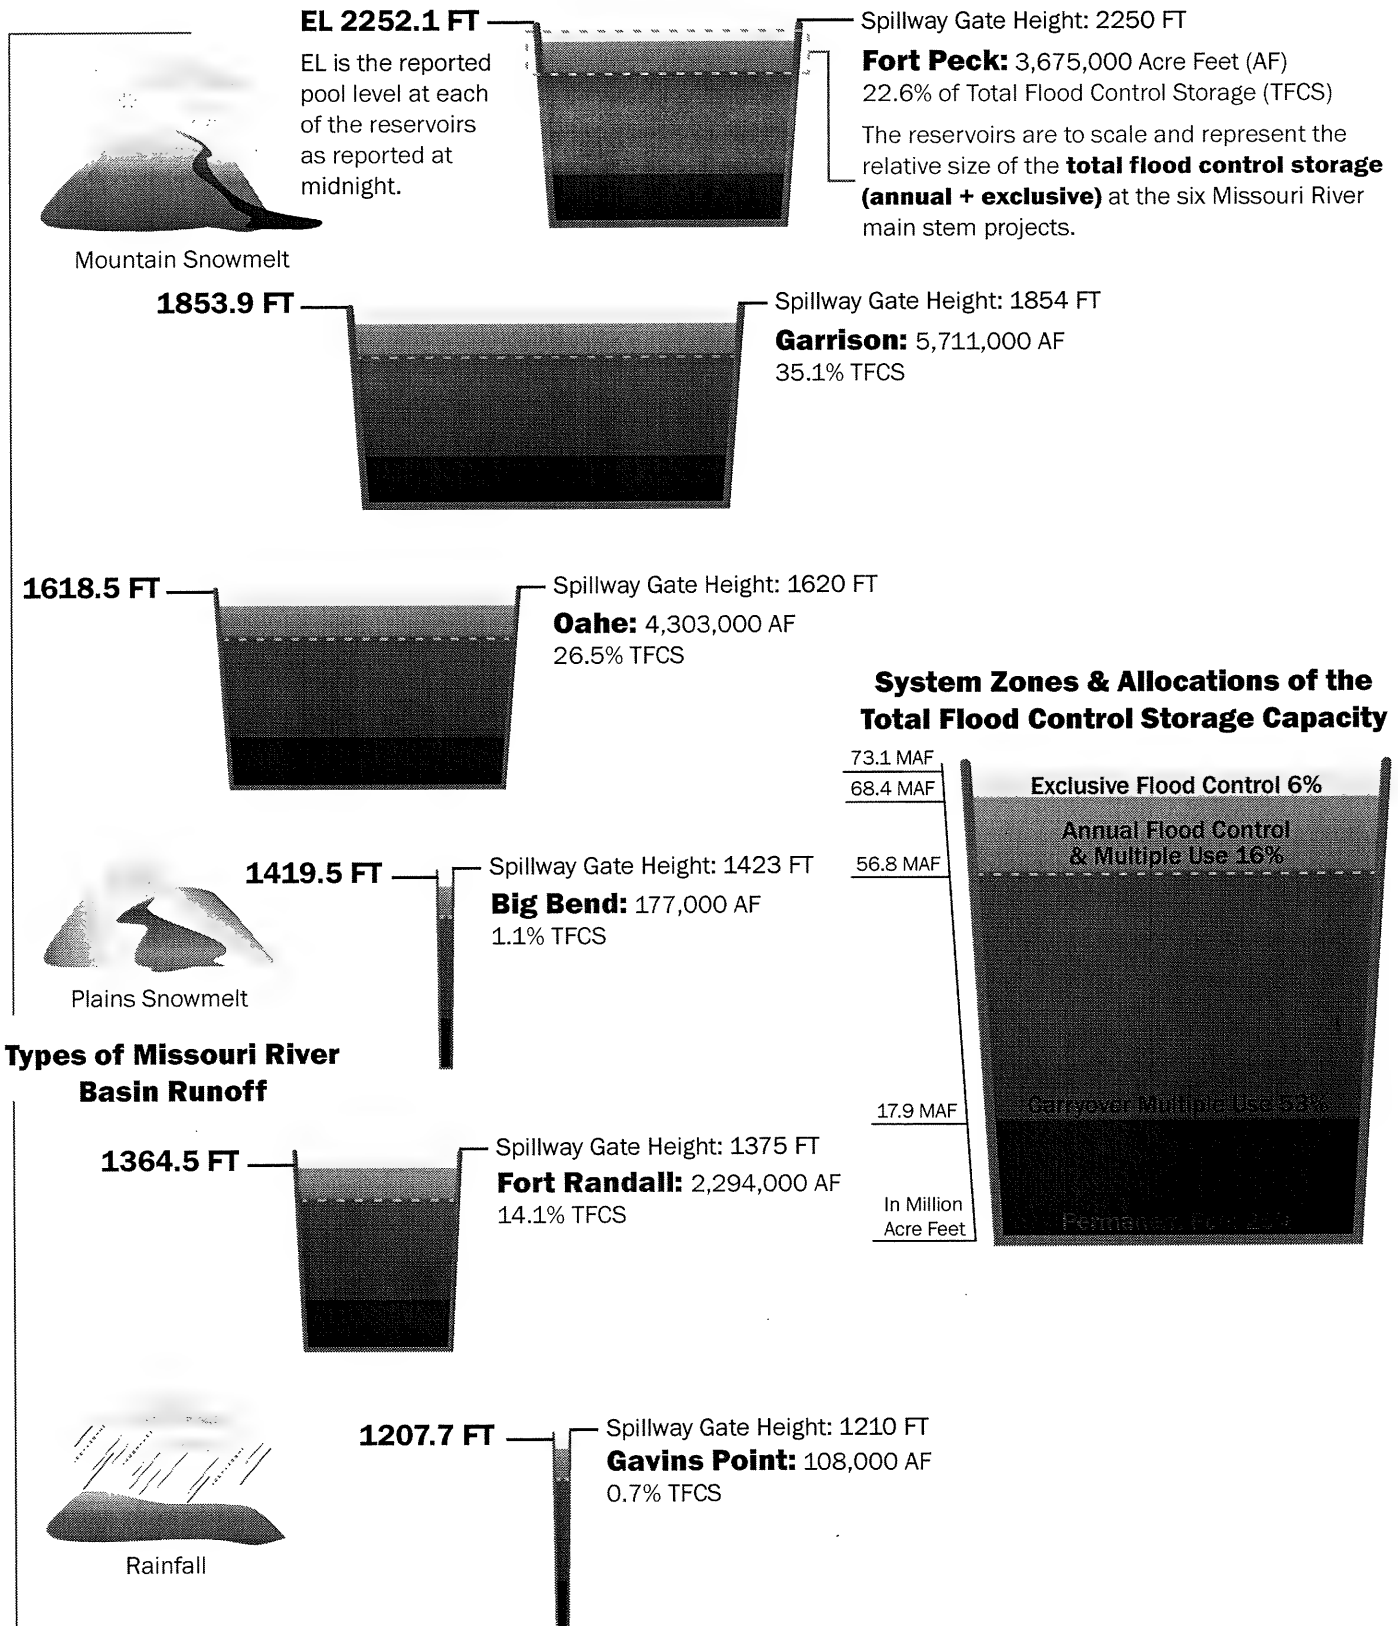 EL 2252.1 FT
EL is the reported
pool level at each
of the reservoirs
as reported at
midnight.
Spillway Gate Height: 2250 FT
Fort Peck: 3,675,000 Acre Feet (AF)
22.6% of Total Flood Control Storage (TFCS)
The reservoirs are to scale and represent the
relative size of the total flood control storage
(annual + exclusive) at the six Missouri River
main stem projects.
Mountain Snowmelt
1853.9 FT
Spillway Gate Height: 1854 FT
Garrison: 5,711,000 AF
35.1% TFCS
1618.5 FT
Spillway Gate Height: 1620 FT
Oahe: 4,303,000 AF
26.5% TFCS
System Zones & Allocations of the
Total Flood Control Storage Capacity
73.1 MAF
68.4 MAF
56.8 MAF
17.9 MAF
In Million
Acre Feet
Exclusive Flood Control 6%
Annual Flood Control
& Multiple Use 16%
Carryover Multiple Use 53%
Permanent Pool
1419.5 FT
Spillway Gate Height: 1423 FT
Big Bend: 177,000 AF
1.1% TFCS
Plains Snowmelt
Types of Missouri River
Basin Runoff
1364.5 FT
Spillway Gate Height: 1375 FT
Fort Randall: 2,294,000 AF
14.1% TFCS
1207.7 FT
Spillway Gate Height: 1210 FT
Gavins Point: 108,000 AF
0.7% TFCS
Rainfall